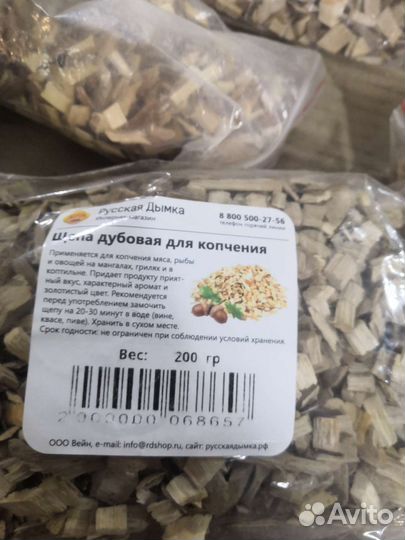 Русская Дымка
интернет-магазин
8 800 500-27-56
телефон горячей линии
Щепа дубовая для копчения
Применяется для копчения мяса, рыбы
и овощей на мангалах, грилях и в
коптильне. Придает продукту прият-
ный вкус, характерный аромат и
золотистый цвет. Рекомендуется
перед употреблением замочить
щепу на 20-30 минут в воде (вине,
квасе, пиве). Хранить в сухом месте.
Срок годности: не ограничен при соблюдении условий хранения.
Вес: 200 гр
2 000000 068657
ООО Вейн, e-mail: info@rdshop.ru, сайт: русскаядымка.рф
Avito